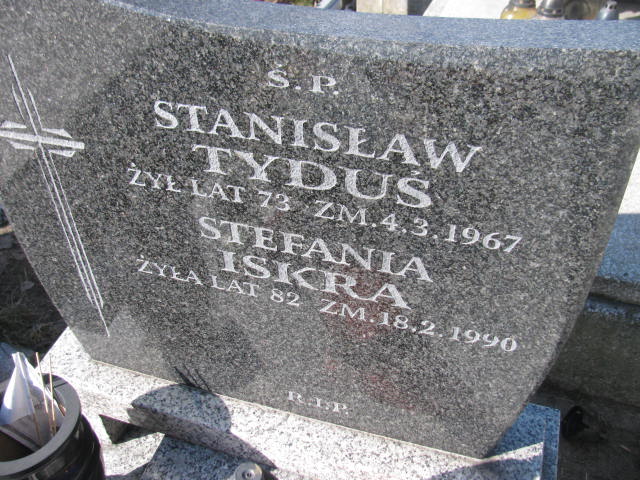 Ś.P.
STANISŁAW
TYDUŚ
ŻYŁ LAT 73 ZM.4.3.1967
STEFANIA
ISKRA
ŻYŁA LAT 82 ZM.18.2.1990
R.I.P.